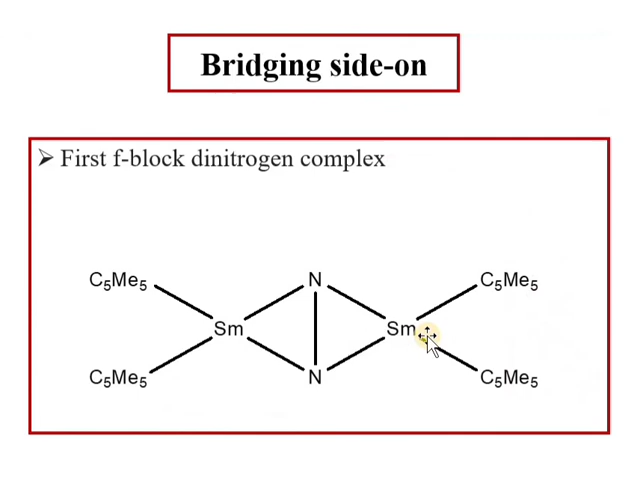 Bridging side-on
➢ First f-block dinitrogen complex
C5Me5 N C5Me5
Sm Sm
C5Me5 N C5Me5